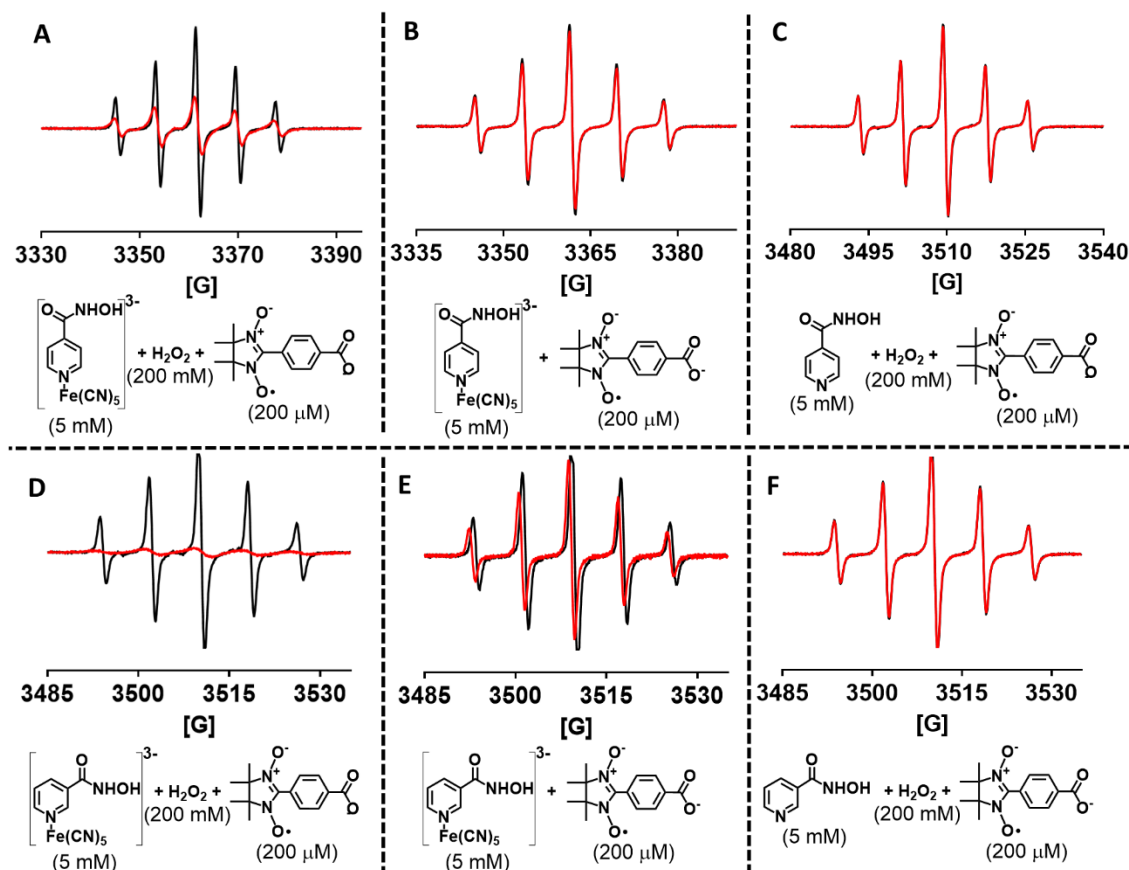 A
3330 3350 3370 3390
[G]
O NHOH 3-
N
Fe(CN)5
(5 mM)
+ H2O2 +
(200 mM)
O-
N+
N
O•
O
O
(200 μM)
B
3335 3350 3365 3380
[G]
O NHOH 3-
N
Fe(CN)5
(5 mM)
+
O-
N+
N
O•
O
O-
(200 μM)
C
3480 3495 3510 3525 3540
[G]
O NHOH
N
(5 mM)
+ H2O2 +
(200 mM)
O-
N+
N
O•
O
O
(200 μM)
D
3485 3500 3515 3530
[G]
O 3-
NHOH
N
Fe(CN)5
(5 mM)
+ H2O2 +
(200 mM)
O-
N+
N
O•
O
O
(200 μM)
E
3485 3500 3515 3530
[G]
O 3-
NHOH
N
Fe(CN)5
(5 mM)
+
O-
N+
N
O•
O
O-
(200 μM)
F
3485 3500 3515 3530
[G]
O
NHOH
N
(5 mM)
+ H2O2 +
(200 mM)
O-
N+
N
O•
O
O-
(200 μM)